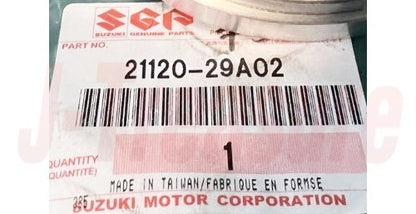 SGP
SUZUKI GENUINE PARTS
PART NO.
21120-29A02
QUANTITY
(QUANTITÉ)
1
MADE IN TAIWAN/FABRIQUE EN FORMSE
385
SUZUKI MOTOR CORPORATION